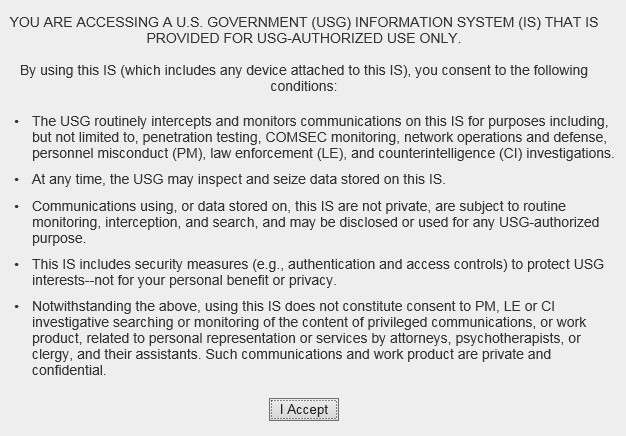 YOU ARE ACCESSING A U.S. GOVERNMENT (USG) INFORMATION SYSTEM (IS) THAT IS
PROVIDED FOR USG-AUTHORIZED USE ONLY.
By using this IS (which includes any device attached to this IS), you consent to the following
conditions:
• The USG routinely intercepts and monitors communications on this IS for purposes including,
but not limited to, penetration testing, COMSEC monitoring, network operations and defense,
personnel misconduct (PM), law enforcement (LE), and counterintelligence (CI) investigations.
• At any time, the USG may inspect and seize data stored on this IS.
• Communications using, or data stored on, this IS are not private, are subject to routine
monitoring, interception, and search, and may be disclosed or used for any USG-authorized
purpose.
• This IS includes security measures (e.g., authentication and access controls) to protect USG
interests--not for your personal benefit or privacy.
• Notwithstanding the above, using this IS does not constitute consent to PM, LE or CI
investigative searching or monitoring of the content of privileged communications, or work
product, related to personal representation or services by attorneys, psychotherapists, or
clergy, and their assistants. Such communications and work product are private and
confidential.
I Accept